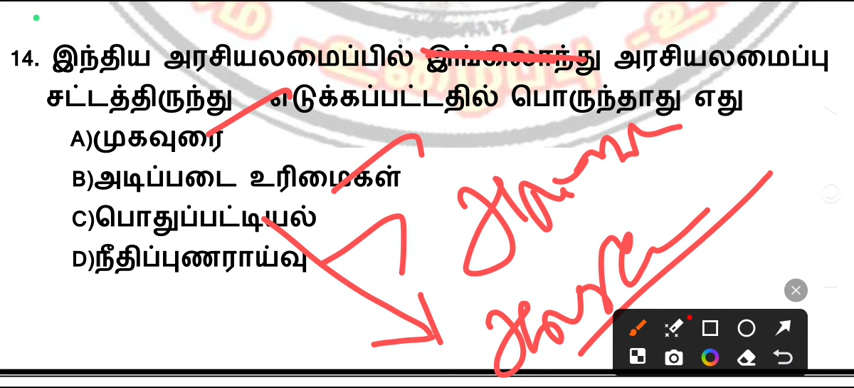 14. இந்திய அரசியலமைப்பில் இங்கிலாந்து அரசியலமைப்பு
சட்டத்திருந்து எடுக்கப்பட்டதில் பொருந்தாது எது
A)முகவுரை
B)அடிப்படை உரிமைகள்
C)பொதுப்பட்டியல்
D)நீதிப்புணராய்வு